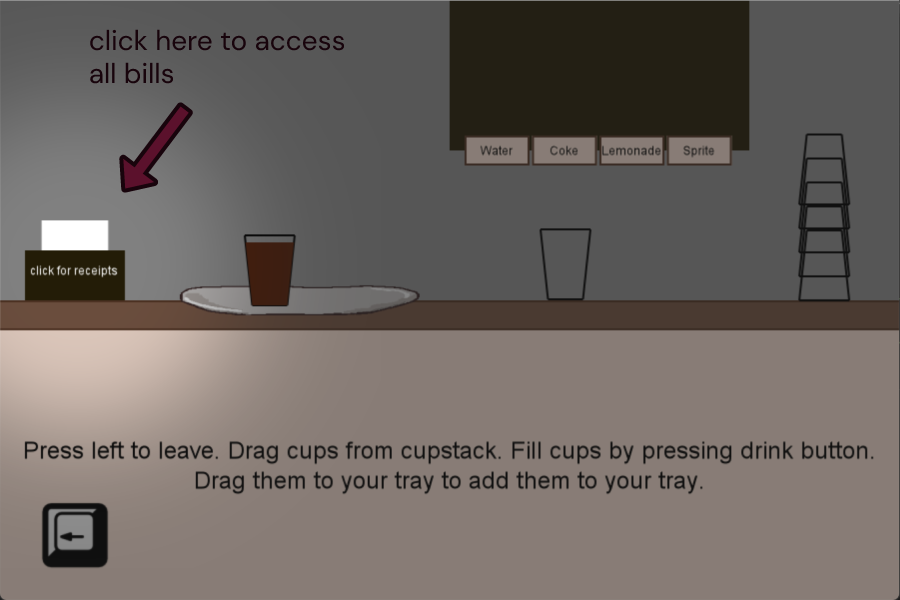 click here to access
all bills
Water
Coke
Lemonade
Sprite
click for receipts
Press left to leave. Drag cups from cupstack. Fill cups by pressing drink button.
Drag them to your tray to add them to your tray.